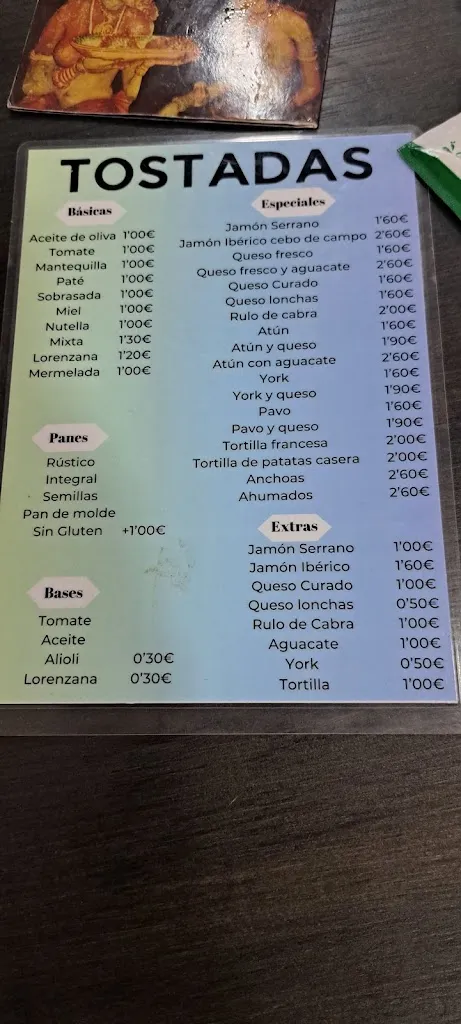 TOSTADAS
Básicas
Aceite de oliva 1'00€
Tomate 1'00€
Mantequilla 1'00€
Paté 1'00€
Sobrasada 1'00€
Miel 1'00€
Nutella 1'00€
Mixta 1'30€
Lorenzana 1'20€
Mermelada 1'00€
Panes
Rústico
Integral
Semillas
Pan de molde
Sin Gluten +1'00€
Bases
Tomate
Aceite
Alioli 0'30€
Lorenzana 0'30€
Especiales
Jamón Serrano 1'60€
Jamón Ibérico cebo de campo 2'60€
Queso fresco 1'60€
Queso fresco y aguacate 2'60€
Queso Curado 1'60€
Queso lonchas 1'60€
Rulo de cabra 2'00€
Atún 1'60€
Atún y queso 1'90€
Atún con aguacate 2'60€
York 1'60€
York y queso 1'90€
Pavo 1'60€
Pavo y queso 1'90€
Tortilla francesa 2'00€
Tortilla de patatas casera 2'00€
Anchoas 2'60€
Ahumados 2'60€
Extras
Jamón Serrano 1'00€
Jamón Ibérico 1'60€
Queso Curado 1'00€
Queso lonchas 0'50€
Rulo de Cabra 1'00€
Aguacate 1'00€
York 0'50€
Tortilla 1'00€